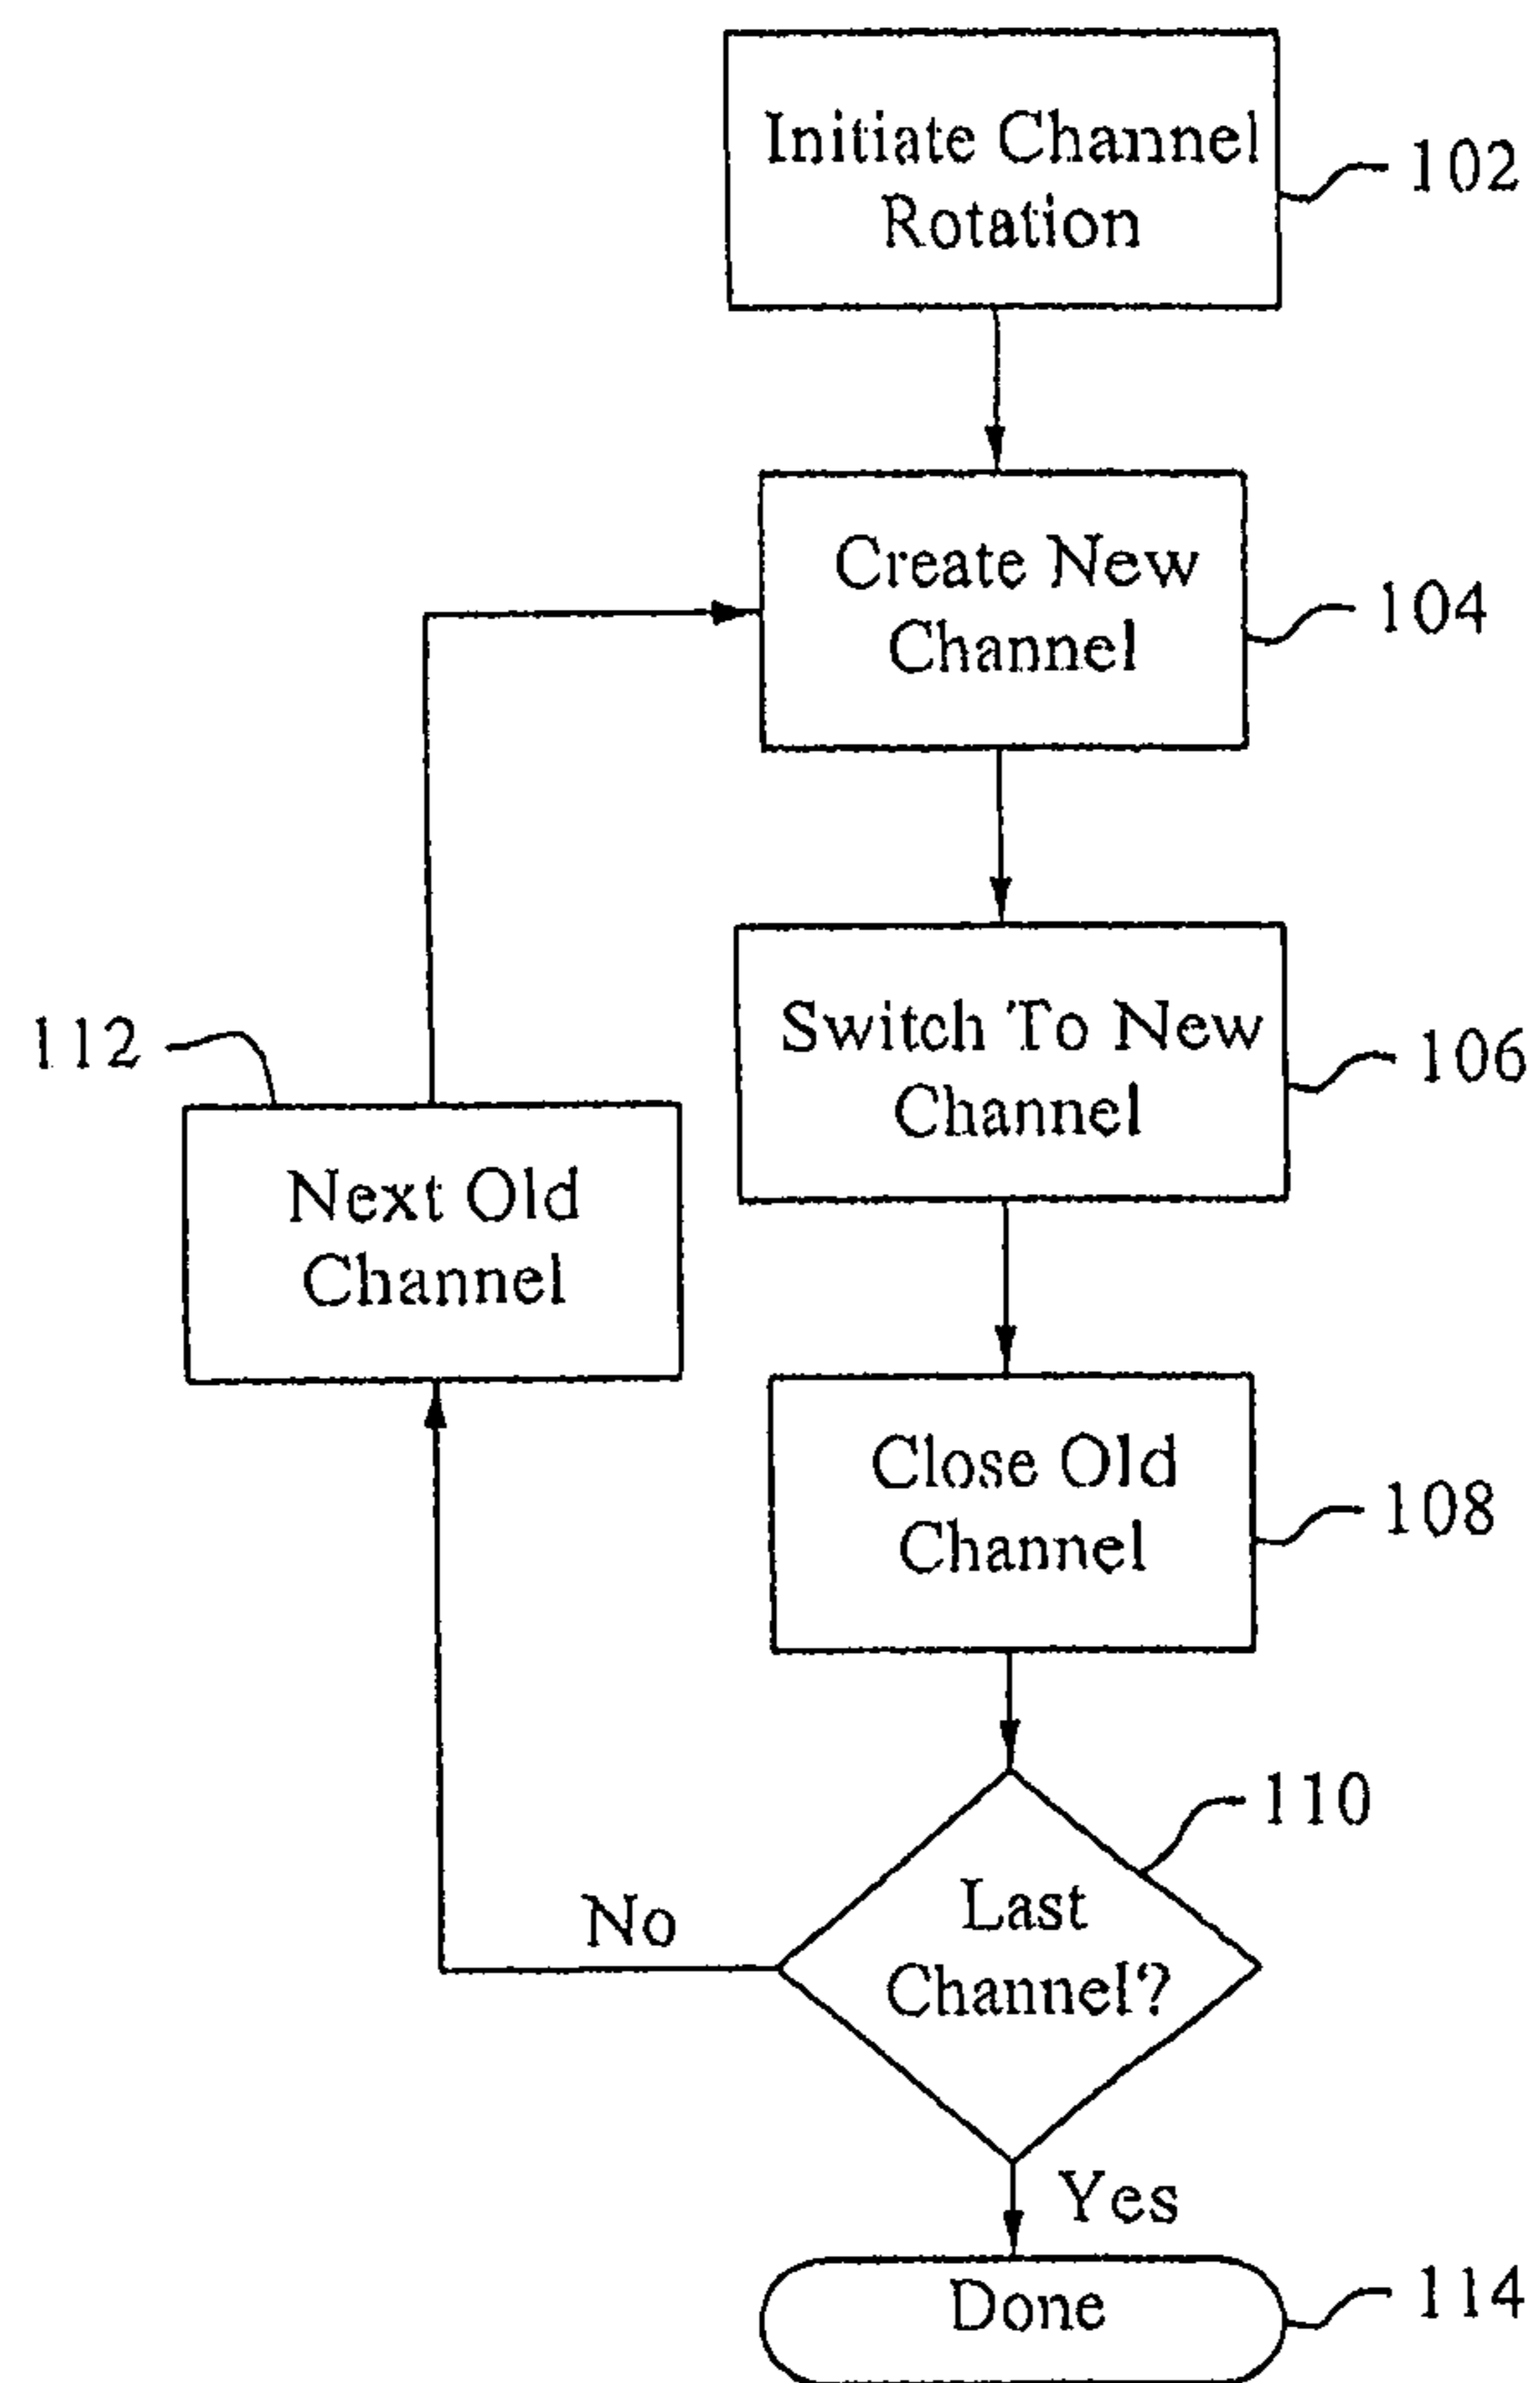 Initiate Channel
Rotation
102
Create New
Channel
104
Switch To New
Channel
106
112
Next Old
Channel
Close Old
Channel
108
110
Last
Channel?
No
Yes
Done
114